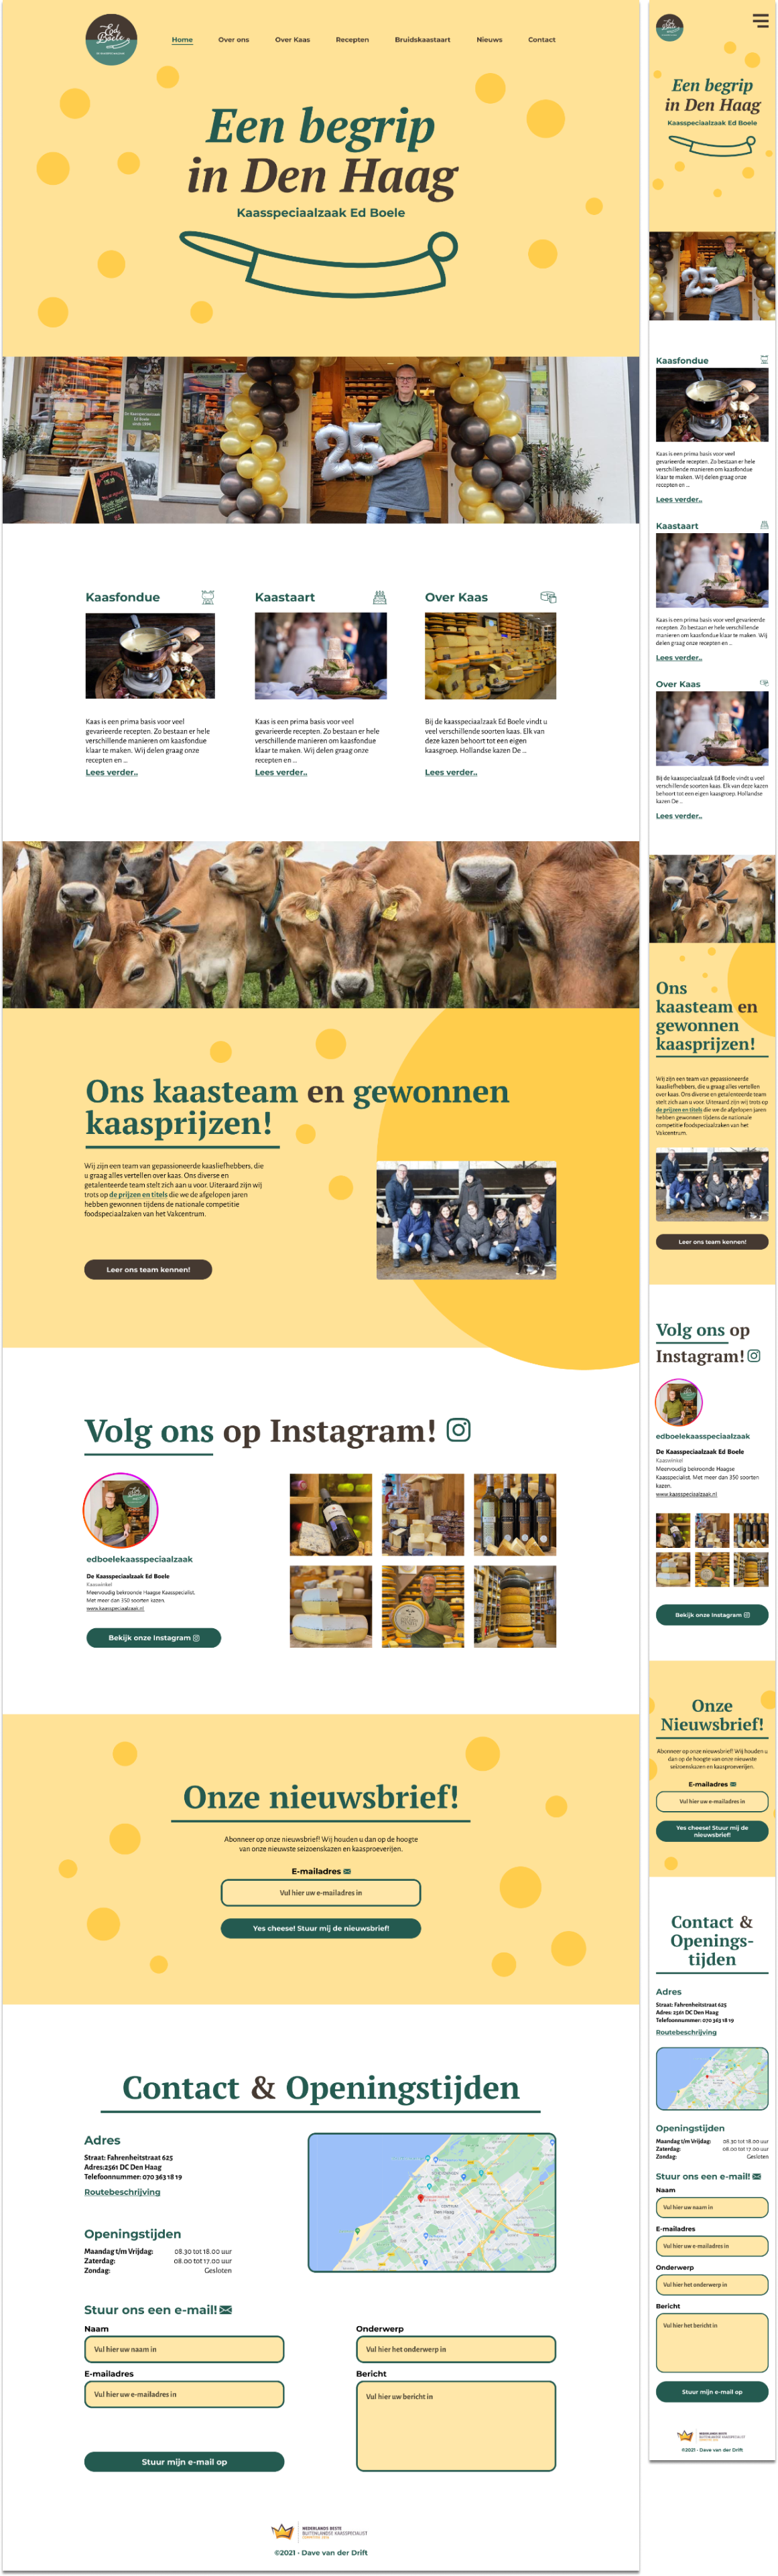 Ed Boele
Home Over ons Over Kaas Recepten Bruidskaastaart Nieuws Contact
Een begrip
in Den Haag
Kaasspeciaalzaak Ed Boele
25
Kaasfondue
Kaas is een prima basis voor veel
gevarieerde recepten. Zo bestaan er hele
verschillende manieren om kaasfondue
klaar te maken. Wij delen graag onze
recepten en ...
Lees verder..
Kaastaart
Kaas is een prima basis voor veel
gevarieerde recepten. Zo bestaan er hele
verschillende manieren om kaasfondue
klaar te maken. Wij delen graag onze
recepten en ...
Lees verder..
Over Kaas
Bij de kaasspeciaalzaak Ed Boele vindt u
veel verschillende soorten kaas. Elk van
deze kazen behoort tot een eigen
kaasgroep. Hollandse kazen De ...
Lees verder..
Ons kaasteam en gewonnen
kaasprijzen!
Wij zijn een team van gepassioneerde kaasliefhebbers, die
u graag alles vertellen over kaas. Ons diverse en
getalenteerde team stelt zich aan u voor. Uiteraard zijn wij
trots op de prijzen en titels die we de afgelopen jaren
hebben gewonnen tijdens de nationale competitie
foodspeciaalzaken van het Vakcentrum.
Leer ons team kennen!
Volg ons op Instagram!
edboelekaasspeciaalzaak
De Kaasspeciaalzaak Ed Boele
Kaaswinkel
Meervoudig bekroonde Haagse Kaasspecialist.
Met meer dan 350 soorten kazen.
www.kaasspeciaalzaak.nl
Bekijk onze Instagram
Onze nieuwsbrief!
Abonneer op onze nieuwsbrief! Wij houden u dan op de hoogte
van onze nieuwste seizoenskazen en kaasproeverijen.
E-mailadres
Vul hier uw e-mailadres in
Yes cheese! Stuur mij de nieuwsbrief!
Contact & Openingstijden
Adres
Straat: Fahrenheitstraat 625
Adres:2561 DC Den Haag
Telefoonnummer: 070 363 18 19
Routebeschrijving
Openingstijden
Maandag t/m Vrijdag: 08.30 tot 18.00 uur
Zaterdag: 08.00 tot 17.00 uur
Zondag: Gesloten
Stuur ons een e-mail!
Naam
Vul hier uw naam in
E-mailadres
Vul hier uw e-mailadres in
Onderwerp
Vul hier het onderwerp in
Bericht
Vul hier uw bericht in
Stuur mijn e-mail op
NEDERLANDS BESTE
BUITENLANDSE KAASSPECIALIST
©2021 - Dave van der Drift
Een begrip
in Den Haag
Kaasspeciaalzaak Ed Boele
25
Kaasfondue
Kaas is een prima basis voor veel
gevarieerde recepten. Zo bestaan er hele
verschillende manieren om kaasfondue
klaar te maken. Wij delen graag onze
recepten en ...
Lees verder..
Kaastaart
Kaas is een prima basis voor veel gevarieerde
recepten. Zo bestaan er hele verschillende
manieren om kaasfondue klaar te maken. Wij
delen graag onze recepten en ...
Lees verder..
Over Kaas
Bij de kaasspeciaalzaak Ed Boele vindt u veel
verschillende soorten kaas. Elk van deze kazen
behoort tot een eigen kaasgroep. Hollandse
kazen De ...
Lees verder..
Ons
kaasteam en
gewonnen
kaasprijzen!
Wij zijn een team van gepassioneerde
kaasliefhebbers, die u graag alles vertellen
over kaas. Ons diverse en getalenteerde team
stelt zich aan u voor. Uiteraard zijn wij trots op
de prijzen en titels die we de afgelopen jaren
hebben gewonnen tijdens de nationale
competitie foodspeciaalzaken van het
Vakcentrum.
Leer ons team kennen!
Volg ons op
Instagram!
edboelekaasspeciaalzaak
De Kaasspeciaalzaak Ed Boele
Kaaswinkel
Meervoudig bekroonde Haagse
Kaasspecialist. Met meer dan 350 soorten
kazen.
www.kaasspeciaalzaak.nl
Bekijk onze Instagram
Onze
Nieuwsbrief!
Abonneer op onze nieuwsbrief! Wij houden u
dan op de hoogte van onze nieuwste
seizoenskazen en kaasproeverijen.
E-mailadres
Vul hier uw e-mailadres in
Yes cheese! Stuur mij de
nieuwsbrief!
Contact &
Openings-
tijden
Adres
Straat: Fahrenheitstraat 625
Adres: 2561 DC Den Haag
Telefoonnummer: 070 363 18 19
Routebeschrijving
Openingstijden
Maandag t/m Vrijdag: 08.30 tot 18.00 uur
Zaterdag: 08.00 tot 17.00 uur
Zondag: Gesloten
Stuur ons een e-mail!
Naam
Vul hier uw naam in
E-mailadres
Vul hier uw e-mailadres in
Onderwerp
Vul hier het onderwerp in
Bericht
Vul hier het bericht in
Stuur mijn e-mail op
©2021 - Dave van der Drift